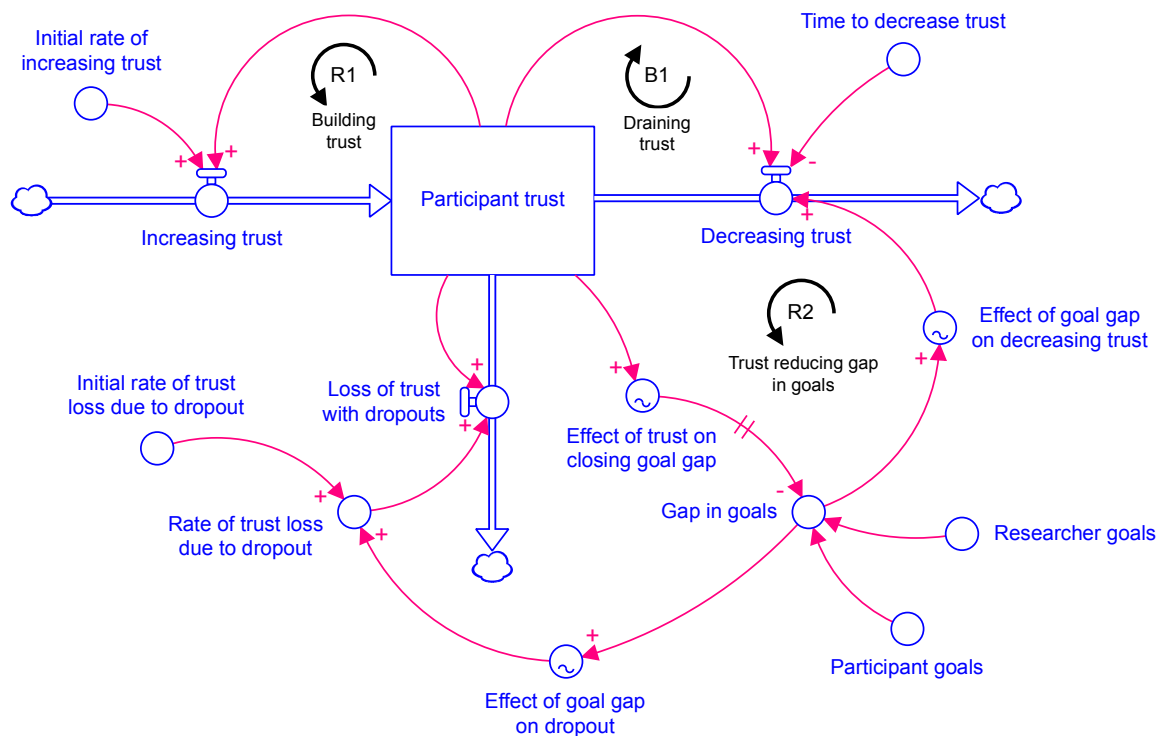 Initial rate of
increasing trust
R1
Building
trust
B1
Draining
trust
Time to decrease trust
+
+
+
-
Participant trust
Increasing trust
Decreasing trust
+
R2
Trust reducing gap
in goals
Effect of goal gap
on decreasing trust
+
+
+
Initial rate of trust
loss due to dropout
Loss of trust
with dropouts
+
Effect of trust on
closing goal gap
-
Gap in goals
+
+
Rate of trust loss
due to dropout
Researcher goals
+
Participant goals
Effect of goal gap
on dropout